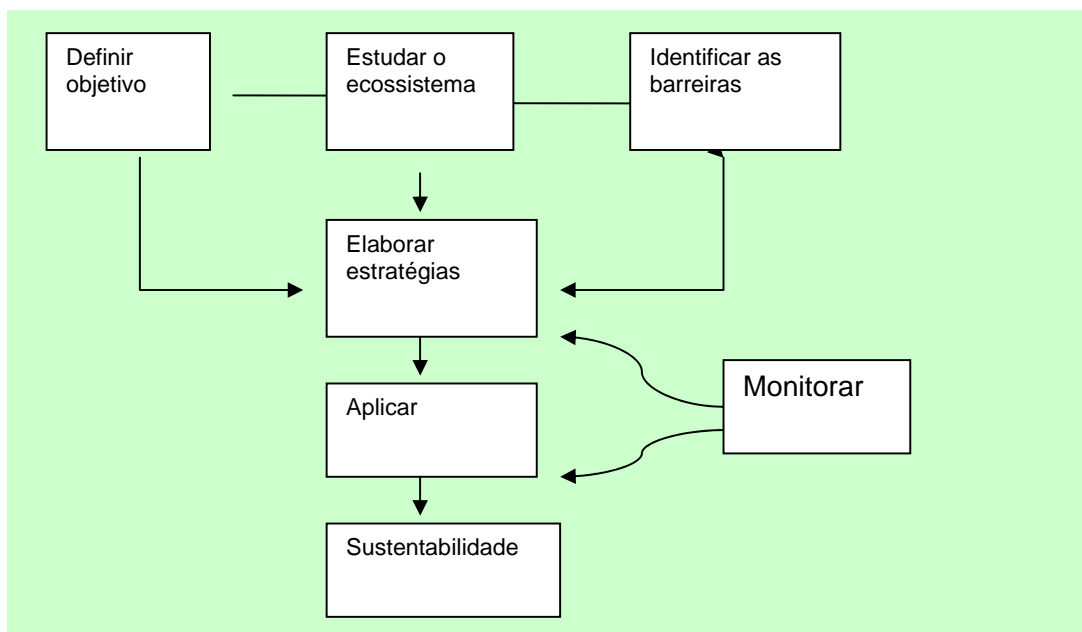 Definir
objetivo
Estudar o
ecossistema
Identificar as
barreiras
Elaborar
estratégias
Aplicar
Monitorar
Sustentabilidade